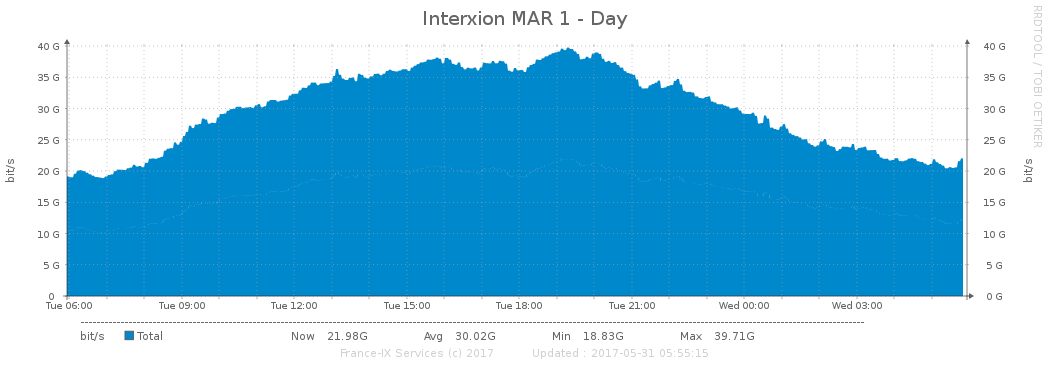 Interxion MAR 1 - Day
RRDTOOL / TOBI OETIKER
bit/s
bit/s
40 G 40 G
35 G 35 G
30 G 30 G
25 G 25 G
20 G 20 G
15 G 15 G
10 G 10 G
5 G 5 G
0 0 G
Tue 06:00 Tue 09:00 Tue 12:00 Tue 15:00 Tue 18:00 Tue 21:00 Wed 00:00 Wed 03:00
bit/s Total Now 21.98G Avg 30.02G Min 18.83G Max 39.71G
France-IX Services (c) 2017 Updated : 2017-05-31 05:55:15